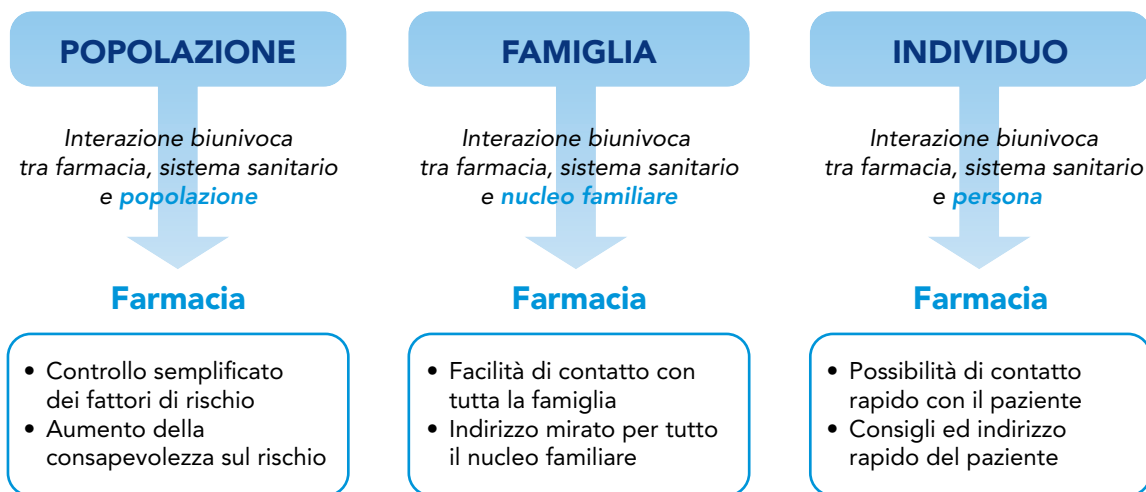 POPOLAZIONE
Interazione biunivoca
tra farmacia, sistema sanitario
e popolazione
Farmacia
• Controllo semplificato
dei fattori di rischio
• Aumento della
consapevolezza sul rischio
FAMIGLIA
Interazione biunivoca
tra farmacia, sistema sanitario
e nucleo familiare
Farmacia
• Facilità di contatto con
tutta la famiglia
• Indirizzo mirato per tutto
il nucleo familiare
INDIVIDUO
Interazione biunivoca
tra farmacia, sistema sanitario
e persona
Farmacia
• Possibilità di contatto
rapido con il paziente
• Consigli ed indirizzo
rapido del paziente